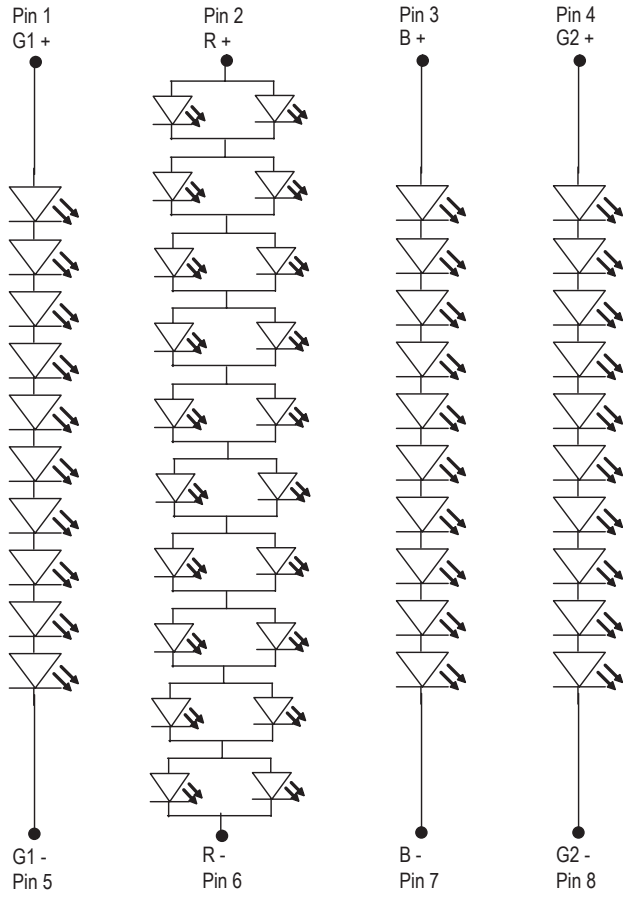 Pin 1
G1 +
Pin 2
R +
Pin 3
B +
Pin 4
G2 +
G1 -
Pin 5
R -
Pin 6
B -
Pin 7
G2 -
Pin 8